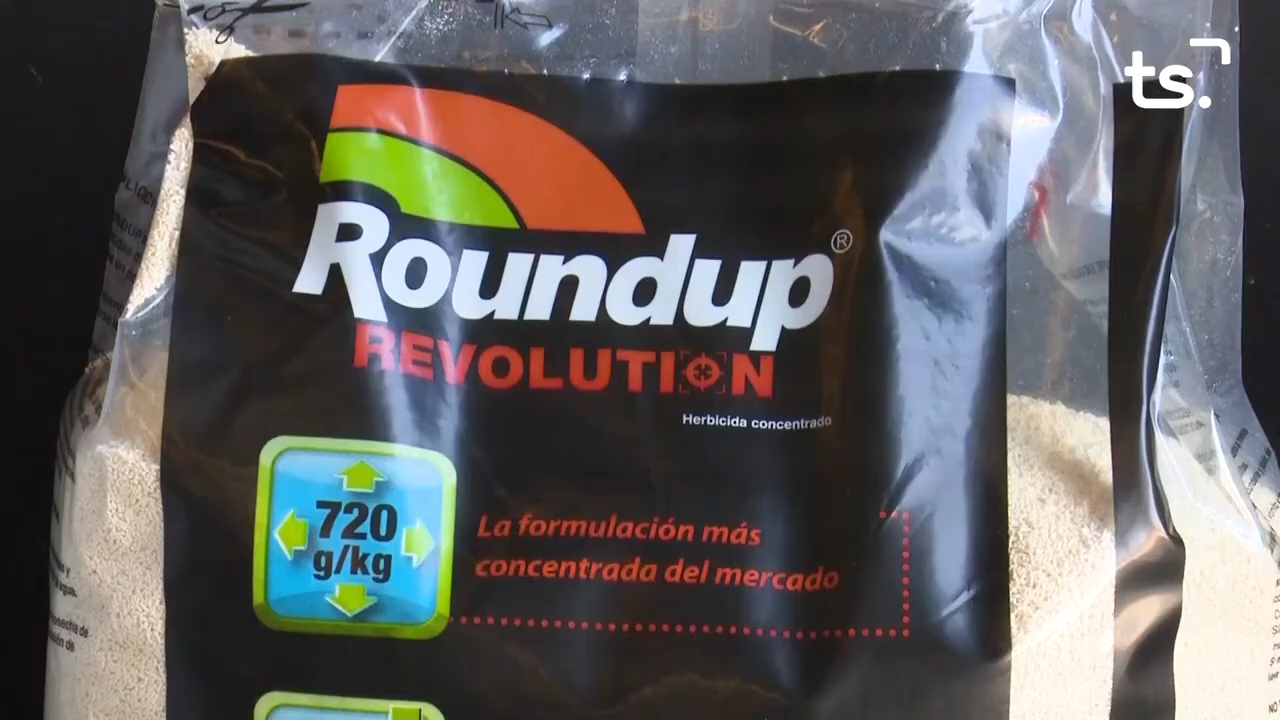 ts.
Roundup®
REVOLUTION
Herbicida concentrado
720
g/kg
La formulación más
concentrada del mercado